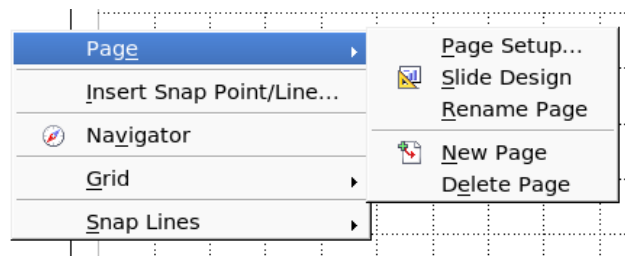 Page
Insert Snap Point/Line...
Navigator
Grid
Snap Lines
Page Setup...
Slide Design
Rename Page
New Page
Delete Page